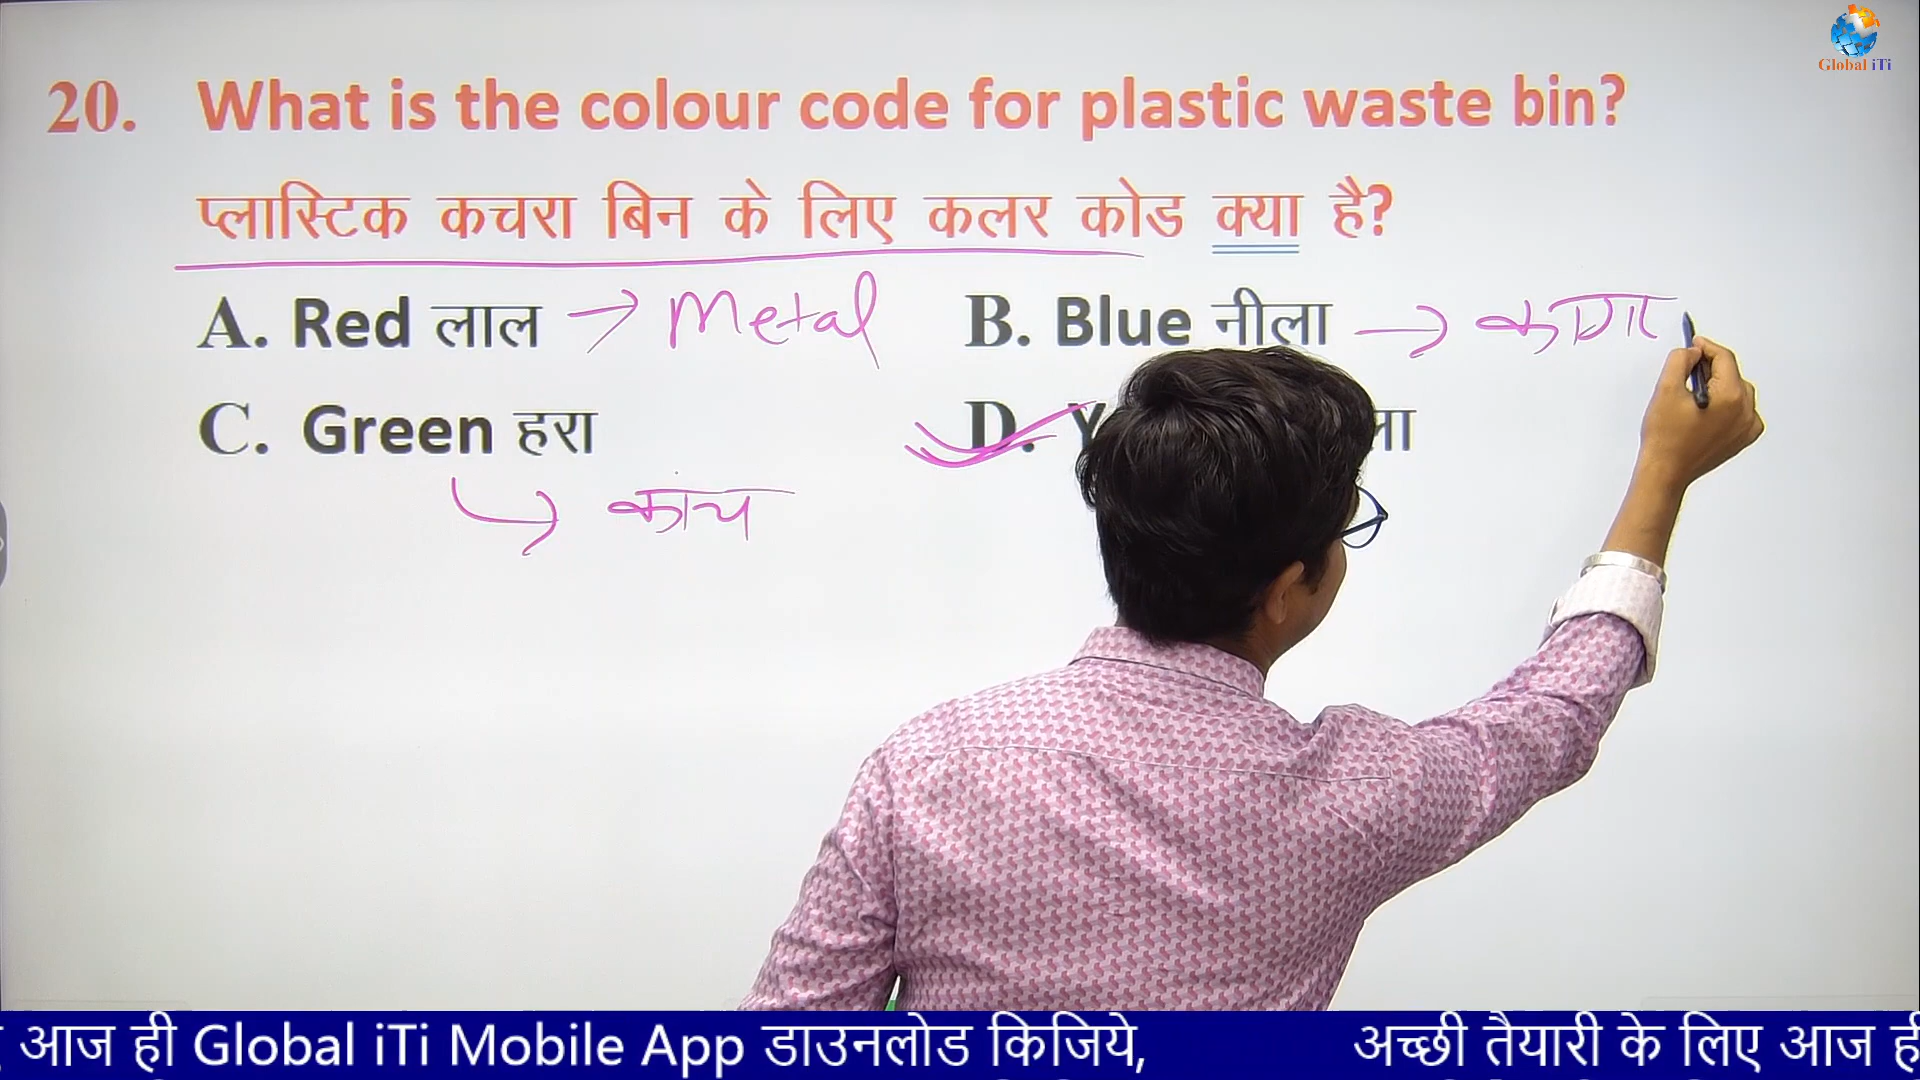 Global iTi
20. What is the colour code for plastic waste bin?
प्लास्टिक कचरा बिन के लिए कलर कोड क्या है?
A. Red लाल → Metal
B. Blue नीला →
C. Green हरा
D.
→ कांच
आज ही Global iTi Mobile App डाउनलोड किजिये, अच्छी तैयारी के लिए आज ही